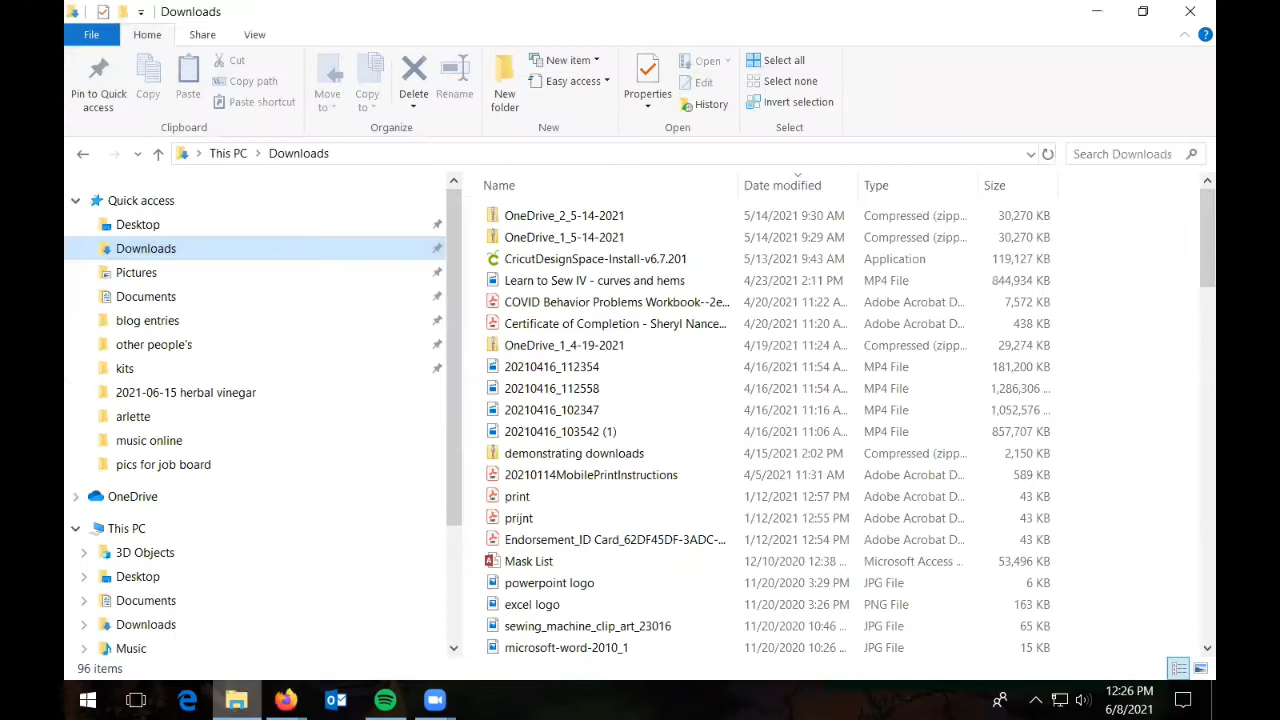 Downloads
File Home Share View
Pin to Quick access
Copy
Paste
Cut
Copy path
Paste shortcut
Clipboard
Move to
Copy to
Delete
Rename
Organize
New folder
New item
Easy access
New
Properties
Open
Edit
History
Open
Select all
Select none
Invert selection
Select
This PC > Downloads
Search Downloads
Quick access
Desktop
Downloads
Pictures
Documents
blog entries
other people's
kits
2021-06-15 herbal vinegar
arlette
music online
pics for job board
OneDrive
This PC
3D Objects
Desktop
Documents
Downloads
Music
Name Date modified Type Size
OneDrive_2_5-14-2021 5/14/2021 9:30 AM Compressed (zipp... 30,270 KB
OneDrive_1_5-14-2021 5/14/2021 9:29 AM Compressed (zipp... 30,270 KB
CricutDesignSpace-Install-v6.7.201 5/13/2021 9:43 AM Application 119,127 KB
Learn to Sew IV - curves and hems 4/23/2021 2:11 PM MP4 File 844,934 KB
COVID Behavior Problems Workbook--2e... 4/20/2021 11:22 A... Adobe Acrobat D... 7,572 KB
Certificate of Completion - Sheryl Nance... 4/20/2021 11:20 A... Adobe Acrobat D... 438 KB
OneDrive_1_4-19-2021 4/19/2021 11:24 A... Compressed (zipp... 29,274 KB
20210416_112354 4/16/2021 11:54 A... MP4 File 181,200 KB
20210416_112558 4/16/2021 11:54 A... MP4 File 1,286,306 ...
20210416_102347 4/16/2021 11:16 A... MP4 File 1,052,576 ...
20210416_103542 (1) 4/16/2021 11:06 A... MP4 File 857,707 KB
demonstrating downloads 4/15/2021 2:02 PM Compressed (zipp... 2,150 KB
20210114MobilePrintInstructions 4/5/2021 11:31 AM Adobe Acrobat D... 589 KB
print 1/12/2021 12:57 PM Adobe Acrobat D... 43 KB
prijnt 1/12/2021 12:55 PM Adobe Acrobat D... 43 KB
Endorsement_ID Card_62DF45DF-3ADC-... 1/12/2021 12:54 PM Adobe Acrobat D... 43 KB
Mask List 12/10/2020 12:38 ... Microsoft Access ... 53,496 KB
powerpoint logo 11/20/2020 3:29 PM JPG File 6 KB
excel logo 11/20/2020 3:26 PM PNG File 163 KB
sewing_machine_clip_art_23016 11/20/2020 10:46 ... JPG File 65 KB
microsoft-word-2010_1 11/20/2020 10:26 ... JPG File 15 KB
96 items
12:26 PM
6/8/2021